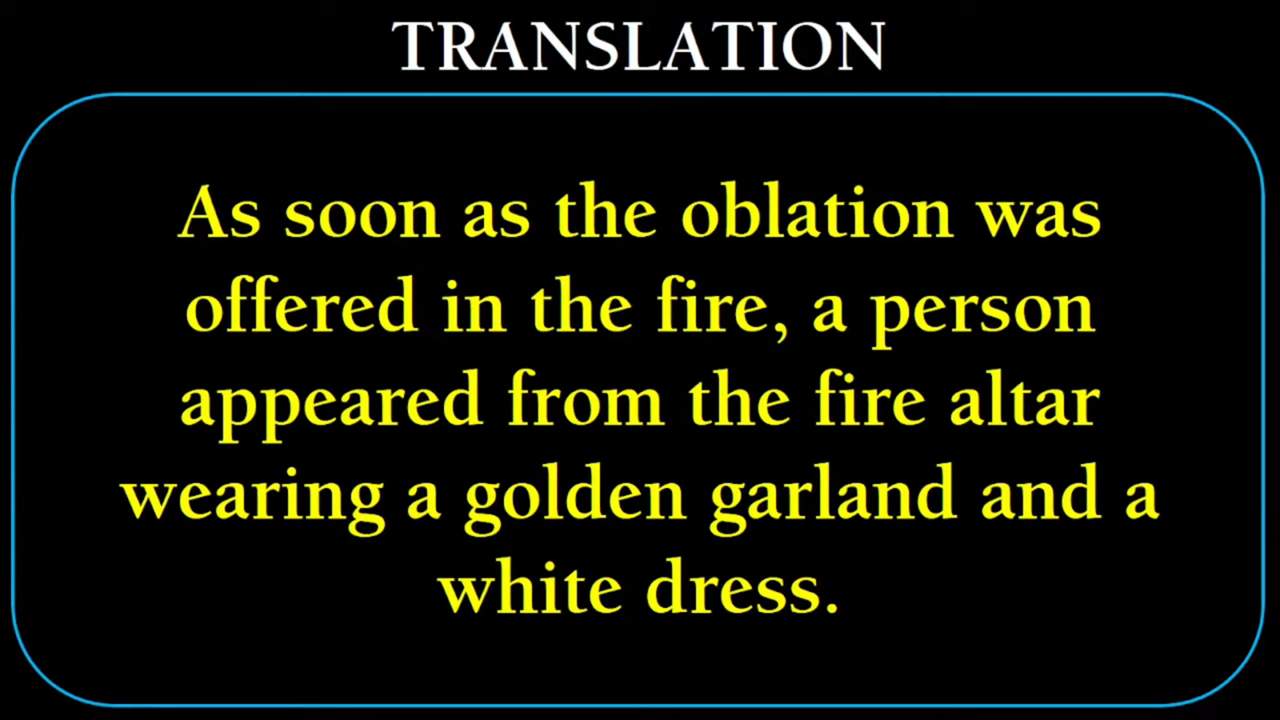 TRANSLATION
As soon as the oblation was
offered in the fire, a person
appeared from the fire altar
wearing a golden garland and a
white dress.